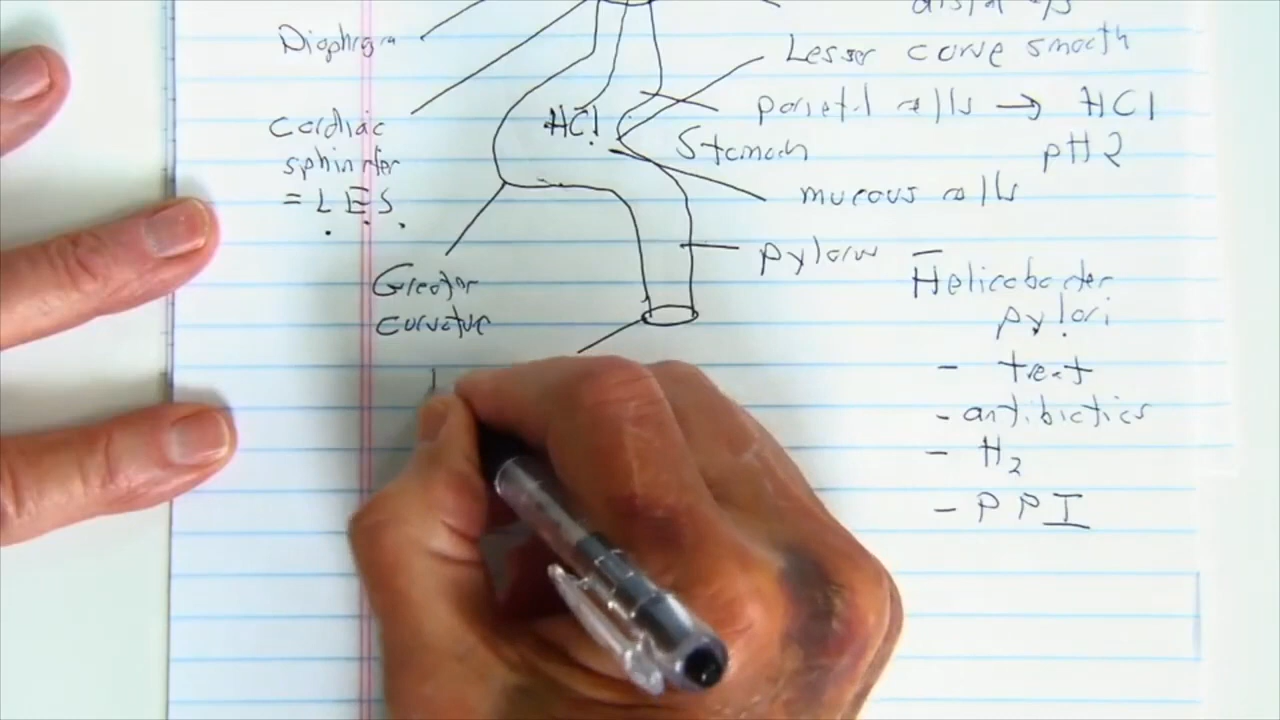 Diaphragm
Lesser curve smooth
HCl
parietal cells → HCl
pH 2
Cardiac
sphincter
= L.E.S.
Stomach
mucous cells
pylorus
Greater
curvature
Helicobacter
pylori
- treat
- antibiotics
- H2
- PPI